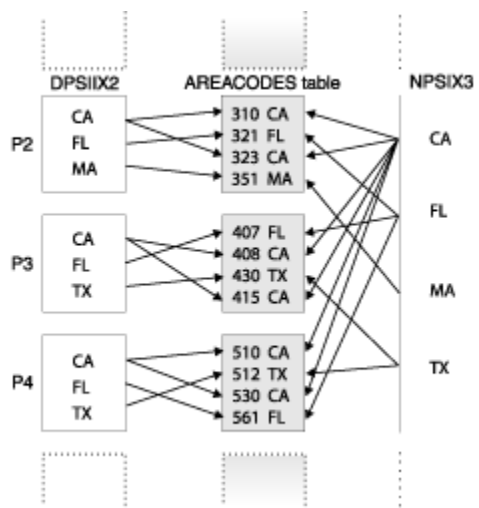 DPSIIX2 AREACODES table NPSIX3
P2
CA
FL
MA
310 CA
321 FL
323 CA
351 MA
P3
CA
FL
TX
407 FL
408 CA
430 TX
415 CA
P4
CA
FL
TX
510 CA
512 TX
530 CA
561 FL
CA
FL
MA
TX